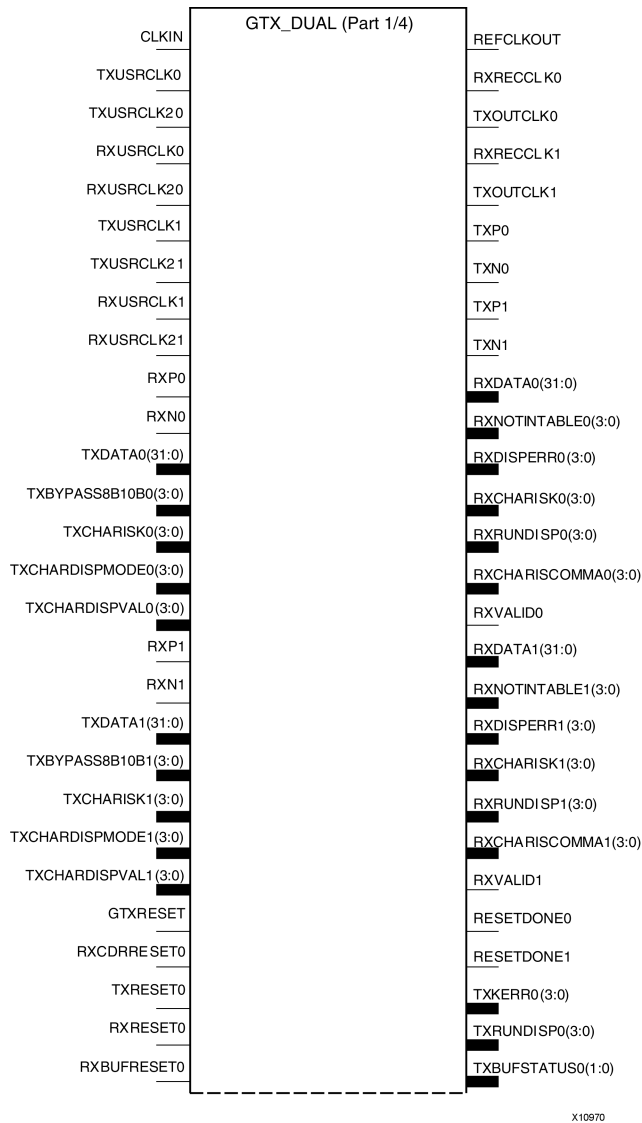 GTX_DUAL (Part 1/4)
CLKIN
REFCLKOUT
TXUSRCLK0
RXRECCLK0
TXUSRCLK20
TXOUTCLK0
RXUSRCLK0
RXRECCLK1
RXUSRCLK20
TXOUTCLK1
TXUSRCLK1
TXP0
TXUSRCLK21
TXN0
RXUSRCLK1
TXP1
RXUSRCLK21
TXN1
RXP0
RXDATA0(31:0)
RXN0
RXNOTINTABLE0(3:0)
TXDATA0(31:0)
RXDISPERR0(3:0)
TXBYPASS8B10B0(3:0)
RXCHARISK0(3:0)
TXCHARISK0(3:0)
RXRUNDISP0(3:0)
TXCHARDISPMODE0(3:0)
RXCHARISCOMMA0(3:0)
TXCHARDISPVAL0(3:0)
RXVALID0
RXP1
RXDATA1(31:0)
RXN1
RXNOTINTABLE1(3:0)
TXDATA1(31:0)
RXDISPERR1(3:0)
TXBYPASS8B10B1(3:0)
RXCHARISK1(3:0)
TXCHARISK1(3:0)
RXRUNDISP1(3:0)
TXCHARDISPMODE1(3:0)
RXCHARISCOMMA1(3:0)
TXCHARDISPVAL1(3:0)
RXVALID1
GTXRESET
RESETDONE0
RXCDRRESET0
RESETDONE1
TXRESET0
TXKERR0(3:0)
RXRESET0
TXRUNDISP0(3:0)
RXBUFRESET0
TXBUFSTATUS0(1:0)
X10970